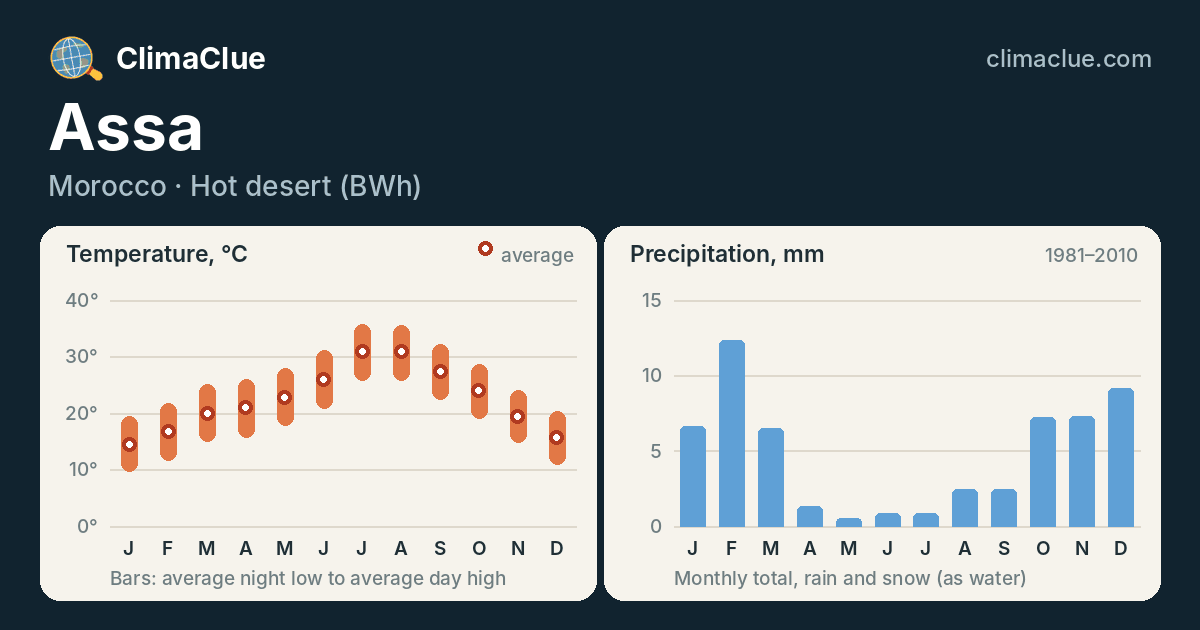 ClimaClue
climaclue.com
Assa
Morocco · Hot desert (BWh)
Temperature, °C
average
40°
30°
20°
10°
0°
J F M A M J J A S O N D
Bars: average night low to average day high
Precipitation, mm
1981–2010
15
10
5
0
J F M A M J J A S O N D
Monthly total, rain and snow (as water)